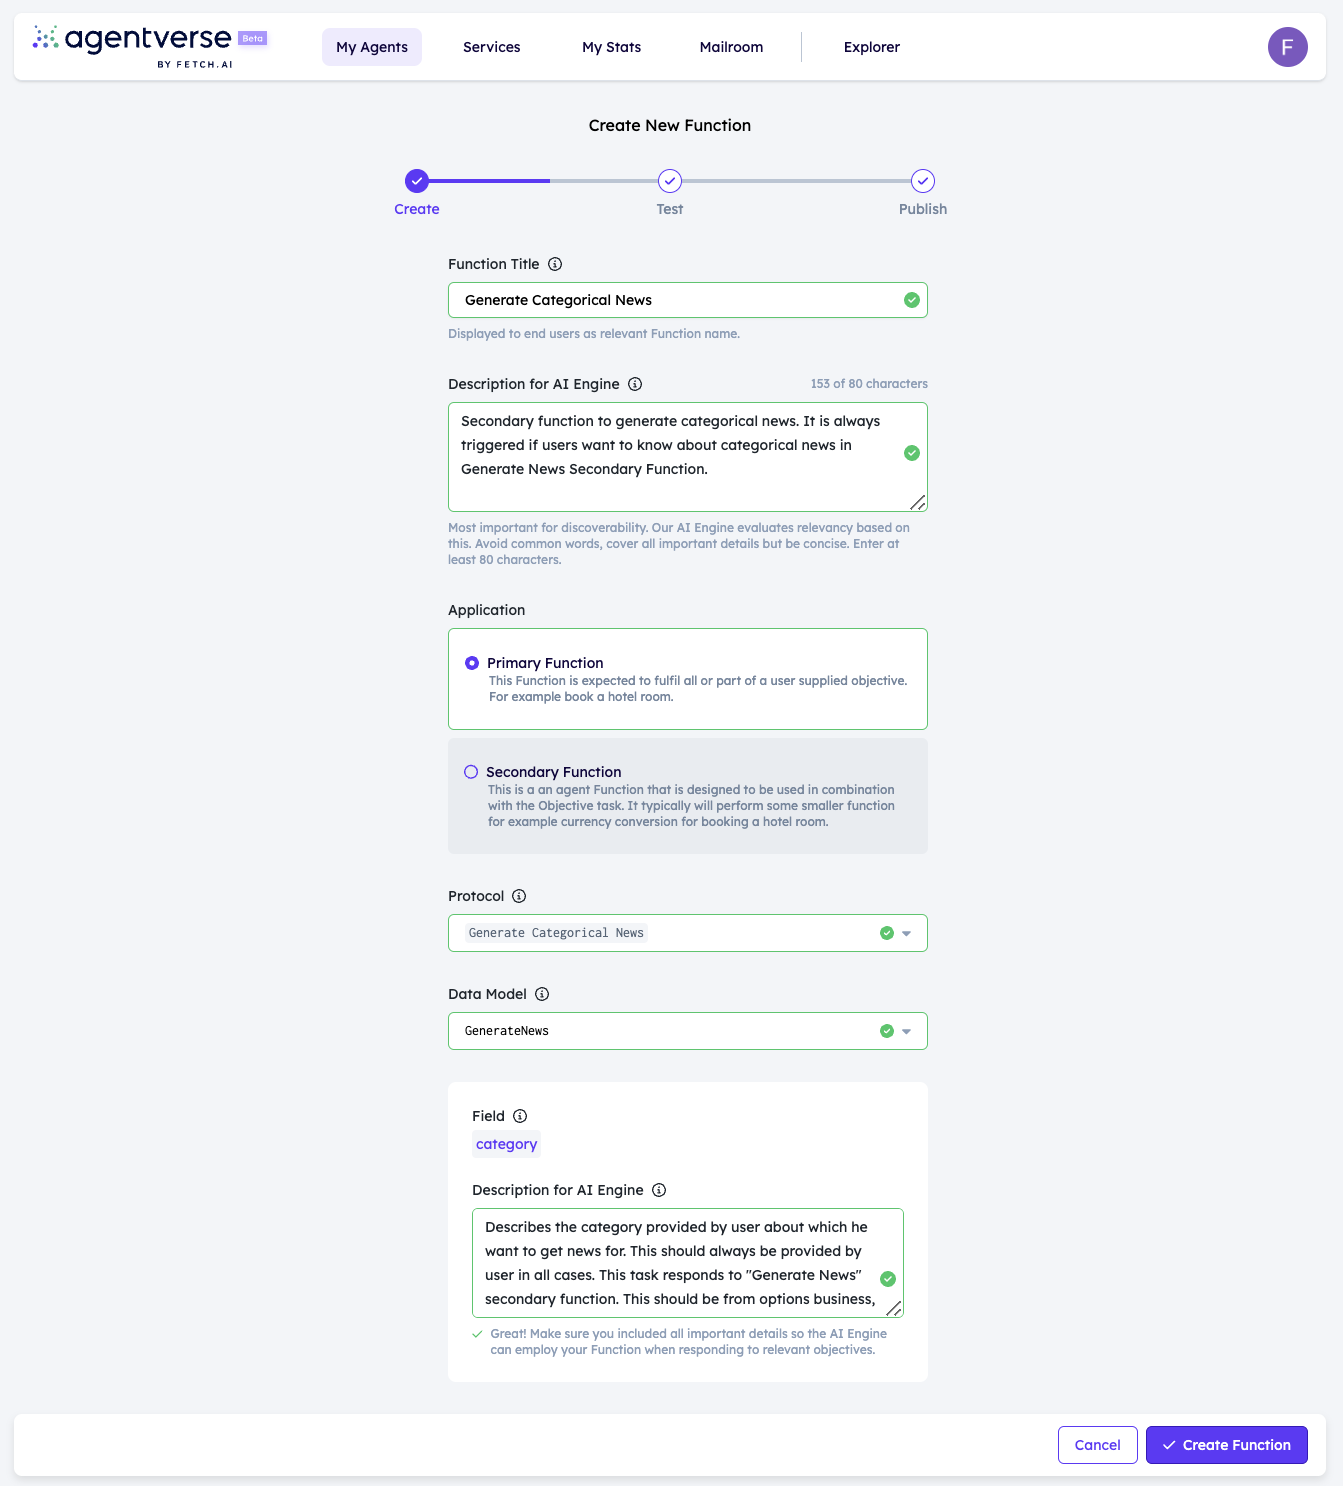 agentverse Beta
BY FETCH.AI
My Agents
Services
My Stats
Mailroom
Explorer
F
Create New Function
Create
Test
Publish
Function Title
Generate Categorical News
Displayed to end users as relevant Function name.
Description for AI Engine
153 of 80 characters
Secondary function to generate categorical news. It is always
triggered if users want to know about categorical news in
Generate News Secondary Function.
Most important for discoverability. Our AI Engine evaluates relevancy based on
this. Avoid common words, cover all important details but be concise. Enter at
least 80 characters.
Application
Primary Function
This Function is expected to fulfil all or part of a user supplied objective.
For example book a hotel room.
Secondary Function
This is a an agent Function that is designed to be used in combination
with the Objective task. It typically will perform some smaller function
for example currency conversion for booking a hotel room.
Protocol
Generate Categorical News
Data Model
GenerateNews
Field
category
Description for AI Engine
Describes the category provided by user about which he
want to get news for. This should always be provided by
user in all cases. This task responds to "Generate News"
secondary function. This should be from options business,
Great! Make sure you included all important details so the AI Engine
can employ your Function when responding to relevant objectives.
Cancel
Create Function